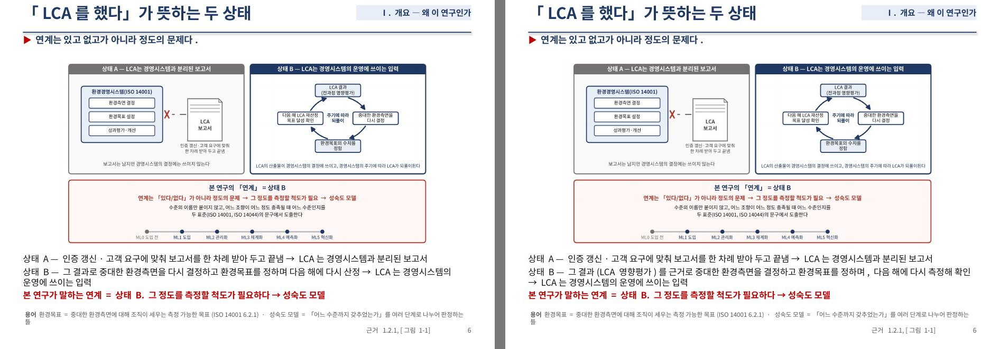 「 LCA 를 했다」가 뜻하는 두 상태
Ⅰ . 개요 — 왜 이 연구인가
▶ 연계는 있고 없고가 아니라 정도의 문제다 .
상태 A — LCA는 경영시스템과 분리된 보고서
환경경영시스템(ISO 14001)
환경측면 결정
환경목표 설정
성과평가·개선
X
LCA
보고서
인증 갱신·고객 요구에 맞춰
한 차례 받아 두고 끝냄
보고서는 남지만 경영시스템의 결정에는 쓰이지 않는다
상태 B — LCA는 경영시스템의 운영에 쓰이는 입력
LCA 결과
(전과정 영향평가)
다음 해 LCA 재산정
목표 달성 확인
주기에 따라
되풀이
중대한 환경측면을
다시 결정
환경목표의 수치를
정함
LCA의 산출물이 경영시스템의 결정에 쓰이고, 경영시스템의 주기에 따라 LCA가 되풀이된다
본 연구의 「연계」 = 상태 B
연계는 「있다/없다」가 아니라 정도의 문제 → 그 정도를 측정할 척도가 필요 → 성숙도 모델
수준의 이름만 붙이지 않고, 어느 조항이 어느 정도 충족될 때 어느 수준인지를
두 표준(ISO 14001, ISO 14044)의 문구에서 도출한다
ML0 도입 전
ML1 도입
ML2 관리화
ML3 체계화
ML4 예측화
ML5 혁신화
상태 A — 인증 갱신 · 고객 요구에 맞춰 보고서를 한 차례 받아 두고 끝냄 → LCA 는 경영시스템과 분리된 보고서
상태 B — 그 결과로 중대한 환경측면을 다시 결정하고 환경목표를 정하며 다음 해에 다시 산정 → LCA 는 경영시스템의
운영에 쓰이는 입력
본 연구가 말하는 연계 = 상태 B. 그 정도를 측정할 척도가 필요하다 → 성숙도 모델
용어 환경목표 = 중대한 환경측면에 대해 조직이 세우는 측정 가능한 목표 (ISO 14001 6.2.1) · 성숙도 모델 = 「어느 수준까지 갖추었는가」를 여러 단계로 나누어 판정하는
틀
근거 1.2.1, [ 그림 1-1]
6
「 LCA 를 했다」가 뜻하는 두 상태
Ⅰ . 개요 — 왜 이 연구인가
▶ 연계는 있고 없고가 아니라 정도의 문제다 .
상태 A — LCA는 경영시스템과 분리된 보고서
환경경영시스템(ISO 14001)
환경측면 결정
환경목표 설정
성과평가·개선
X
LCA
보고서
인증 갱신·고객 요구에 맞춰
한 차례 받아 두고 끝냄
보고서는 남지만 경영시스템의 결정에는 쓰이지 않는다
상태 B — LCA는 경영시스템의 운영에 쓰이는 입력
LCA 결과
(전과정 영향평가)
다음 해 LCA 재산정
목표 달성 확인
주기에 따라
되풀이
중대한 환경측면을
다시 결정
환경목표의 수치를
정함
LCA의 산출물이 경영시스템의 결정에 쓰이고, 경영시스템의 주기에 따라 LCA가 되풀이된다
본 연구의 「연계」 = 상태 B
연계는 「있다/없다」가 아니라 정도의 문제 → 그 정도를 측정할 척도가 필요 → 성숙도 모델
수준의 이름만 붙이지 않고, 어느 조항이 어느 정도 충족될 때 어느 수준인지를
두 표준(ISO 14001, ISO 14044)의 문구에서 도출한다
ML0 도입 전
ML1 도입
ML2 관리화
ML3 체계화
ML4 예측화
ML5 혁신화
상태 A — 인증 갱신 · 고객 요구에 맞춰 보고서를 한 차례 받아 두고 끝냄 → LCA 는 경영시스템과 분리된 보고서
상태 B — 그 결과 (LCA 영향평가 ) 를 근거로 중대한 환경측면을 결정하고 환경목표를 정하며 , 다음 해에 다시 측정해 확인
→ LCA 는 경영시스템의 운영에 쓰이는 입력
본 연구가 말하는 연계 = 상태 B. 그 정도를 측정할 척도가 필요하다 → 성숙도 모델
용어 환경목표 = 중대한 환경측면에 대해 조직이 세우는 측정 가능한 목표 (ISO 14001 6.2.1) · 성숙도 모델 = 「어느 수준까지 갖추었는가」를 여러 단계로 나누어 판정하는
틀
근거 1.2.1, [ 그림 1-1]
6